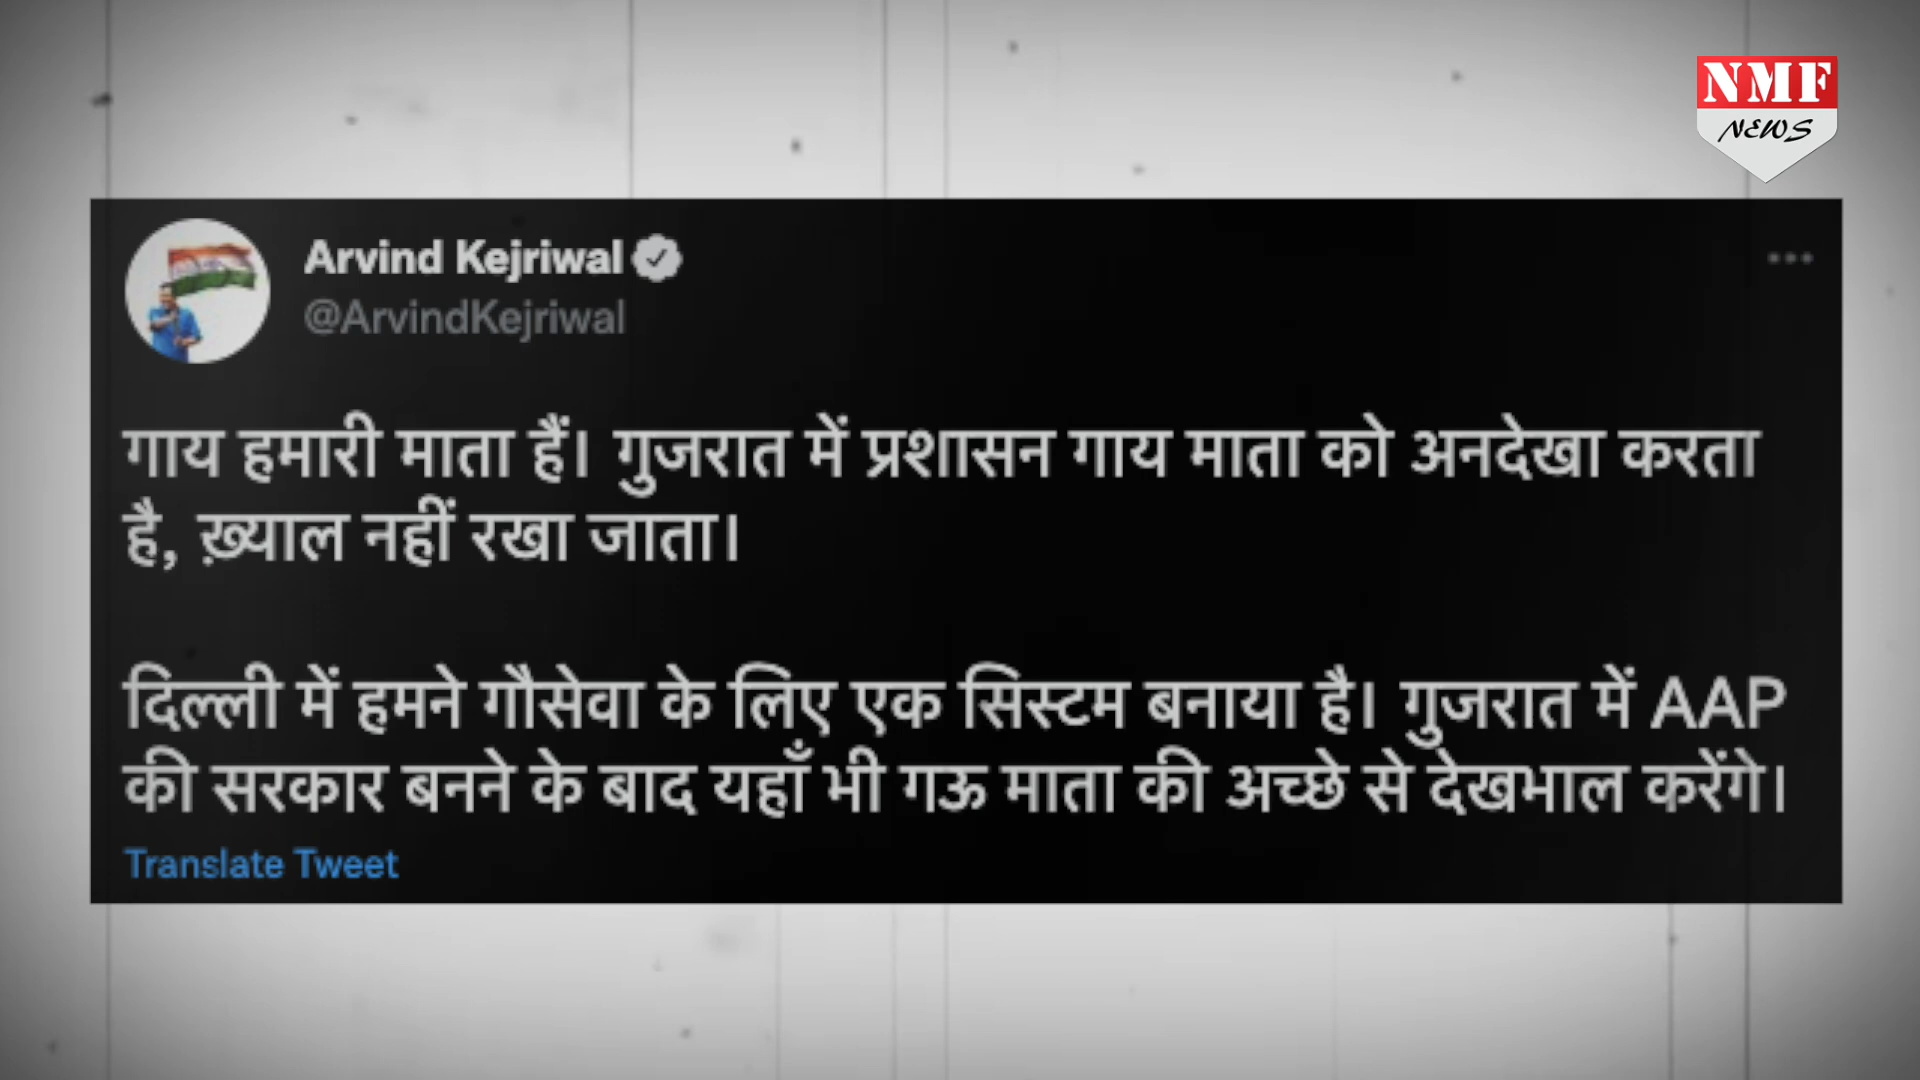 NMF
NEWS
Arvind Kejriwal
@ArvindKejriwal
गाय हमारी माता हैं। गुजरात में प्रशासन गाय माता को अनदेखा करता
है, ख़्याल नहीं रखा जाता।
दिल्ली में हमने गौसेवा के लिए एक सिस्टम बनाया है। गुजरात में AAP
की सरकार बनने के बाद यहाँ भी गऊ माता की अच्छे से देखभाल करेंगे।
Translate Tweet